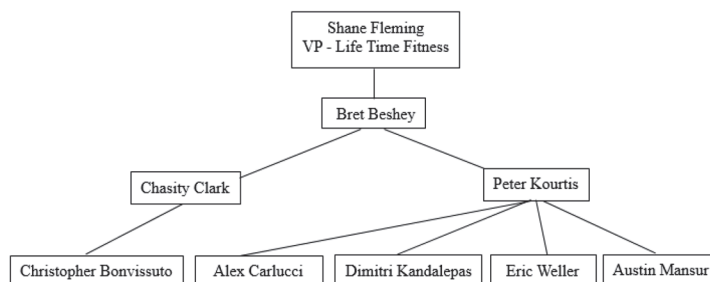 Shane Fleming
VP - Life Time Fitness
Bret Beshey
Chasity Clark
Peter Kourtis
Christopher Bonvissuto
Alex Carlucci
Dimitri Kandalepas
Eric Weller
Austin Mansur